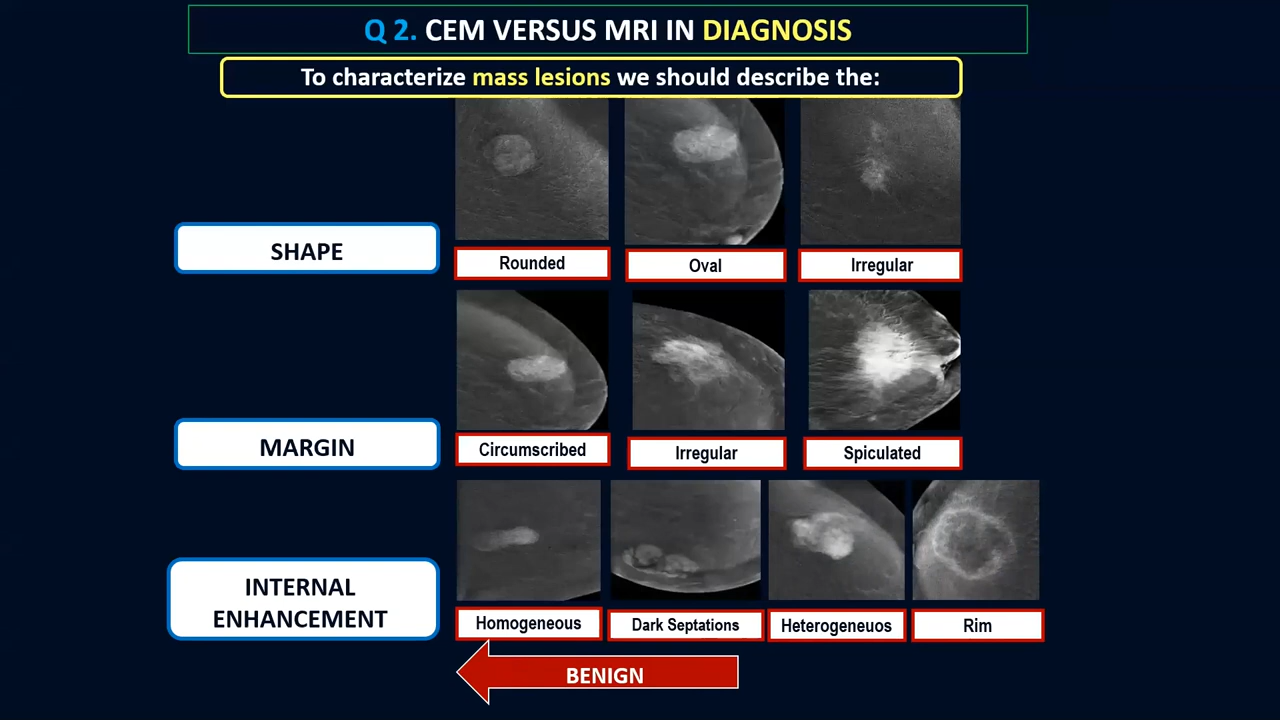 Q 2. CEM VERSUS MRI IN DIAGNOSIS
To characterize mass lesions we should describe the:
SHAPE
Rounded
Oval
Irregular
MARGIN
Circumscribed
Irregular
Spiculated
INTERNAL
ENHANCEMENT
Homogeneous
Dark Septations
Heterogeneuos
Rim
BENIGN